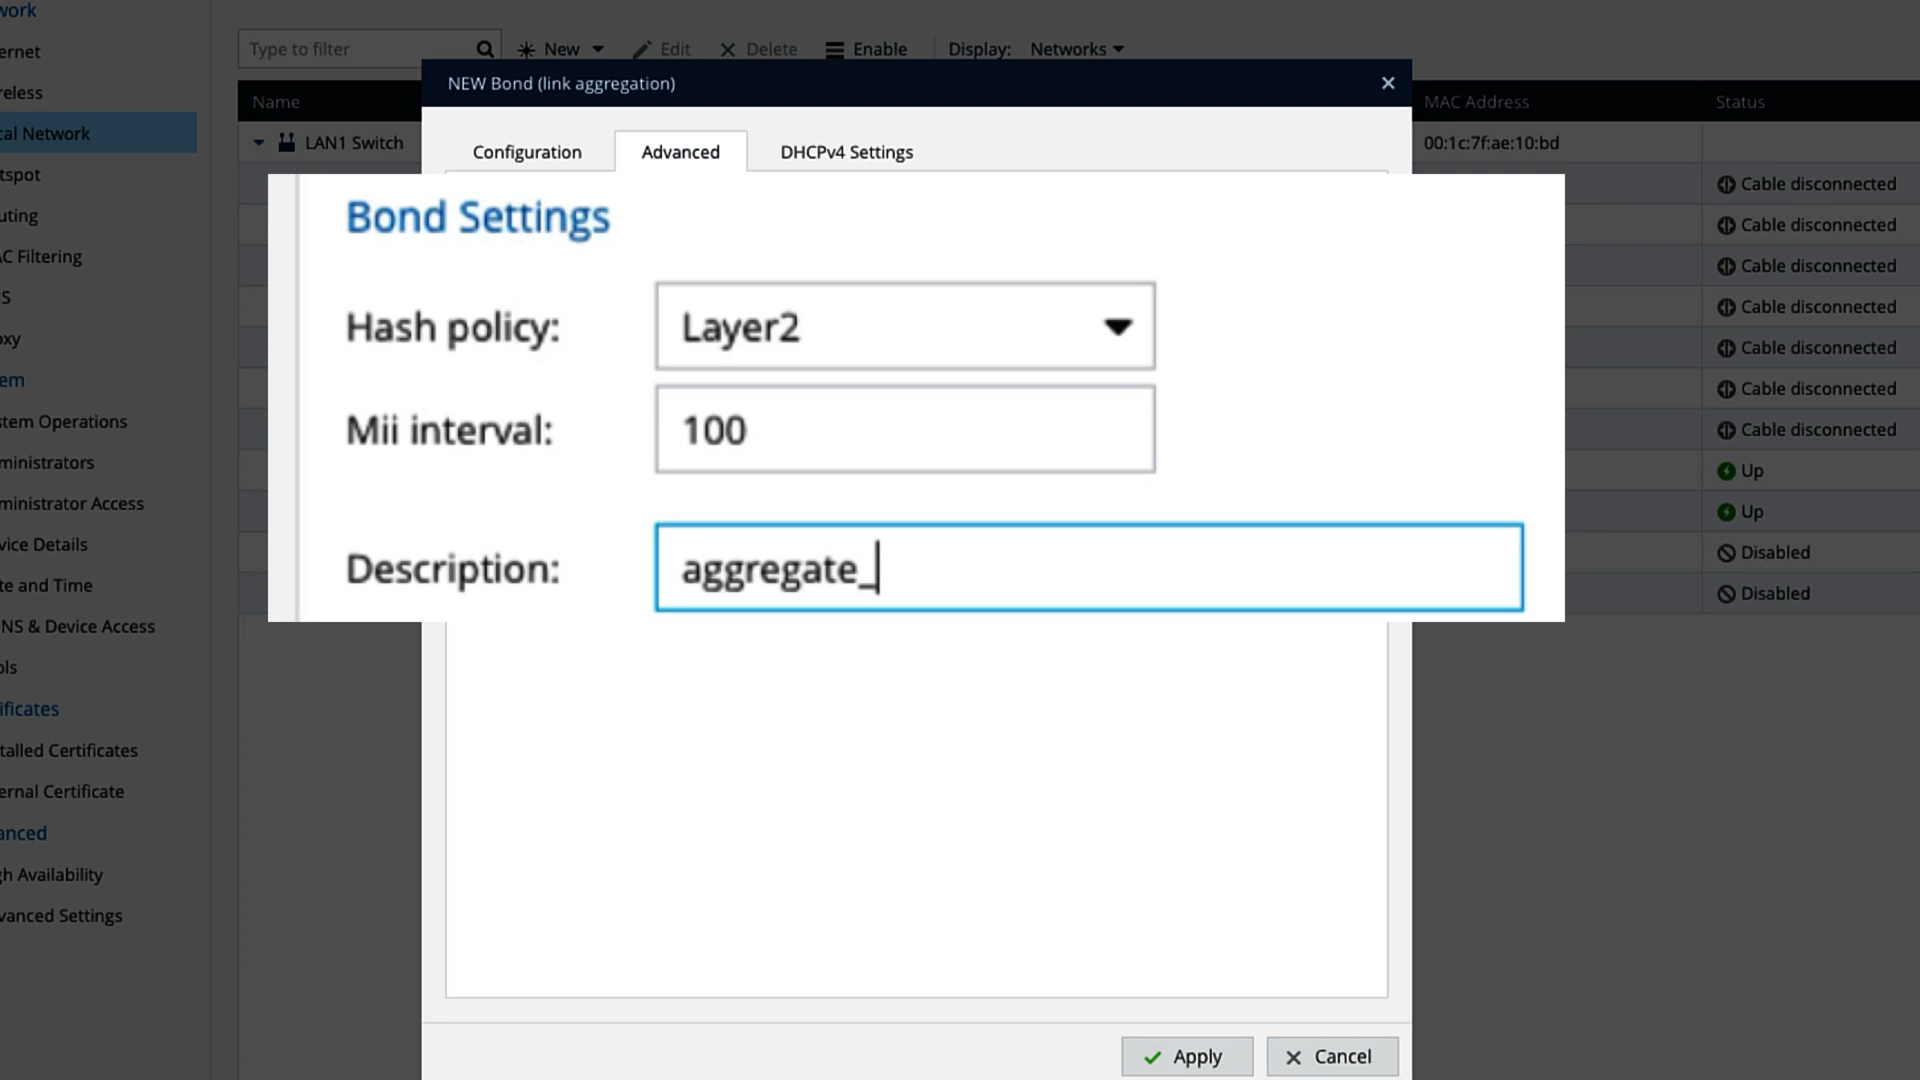 work
ernet
reless
cal Network
tspot
uting
AC Filtering
S
oxy
em
stem Operations
ministrators
ministrator Access
vice Details
te and Time
NS & Device Access
ols
ificates
talled Certificates
ernal Certificate
anced
gh Availability
vanced Settings
Type to filter
New
Edit
Delete
Enable
Display: Networks
Name
MAC Address
Status
LAN1 Switch
00:1c:7f:ae:10:bd
Cable disconnected
Cable disconnected
Cable disconnected
Cable disconnected
Cable disconnected
Cable disconnected
Cable disconnected
Up
Up
Disabled
Disabled
NEW Bond (link aggregation)
Configuration
Advanced
DHCPv4 Settings
Bond Settings
Hash policy: Layer2
Mii interval: 100
Description: aggregate_
Apply
Cancel